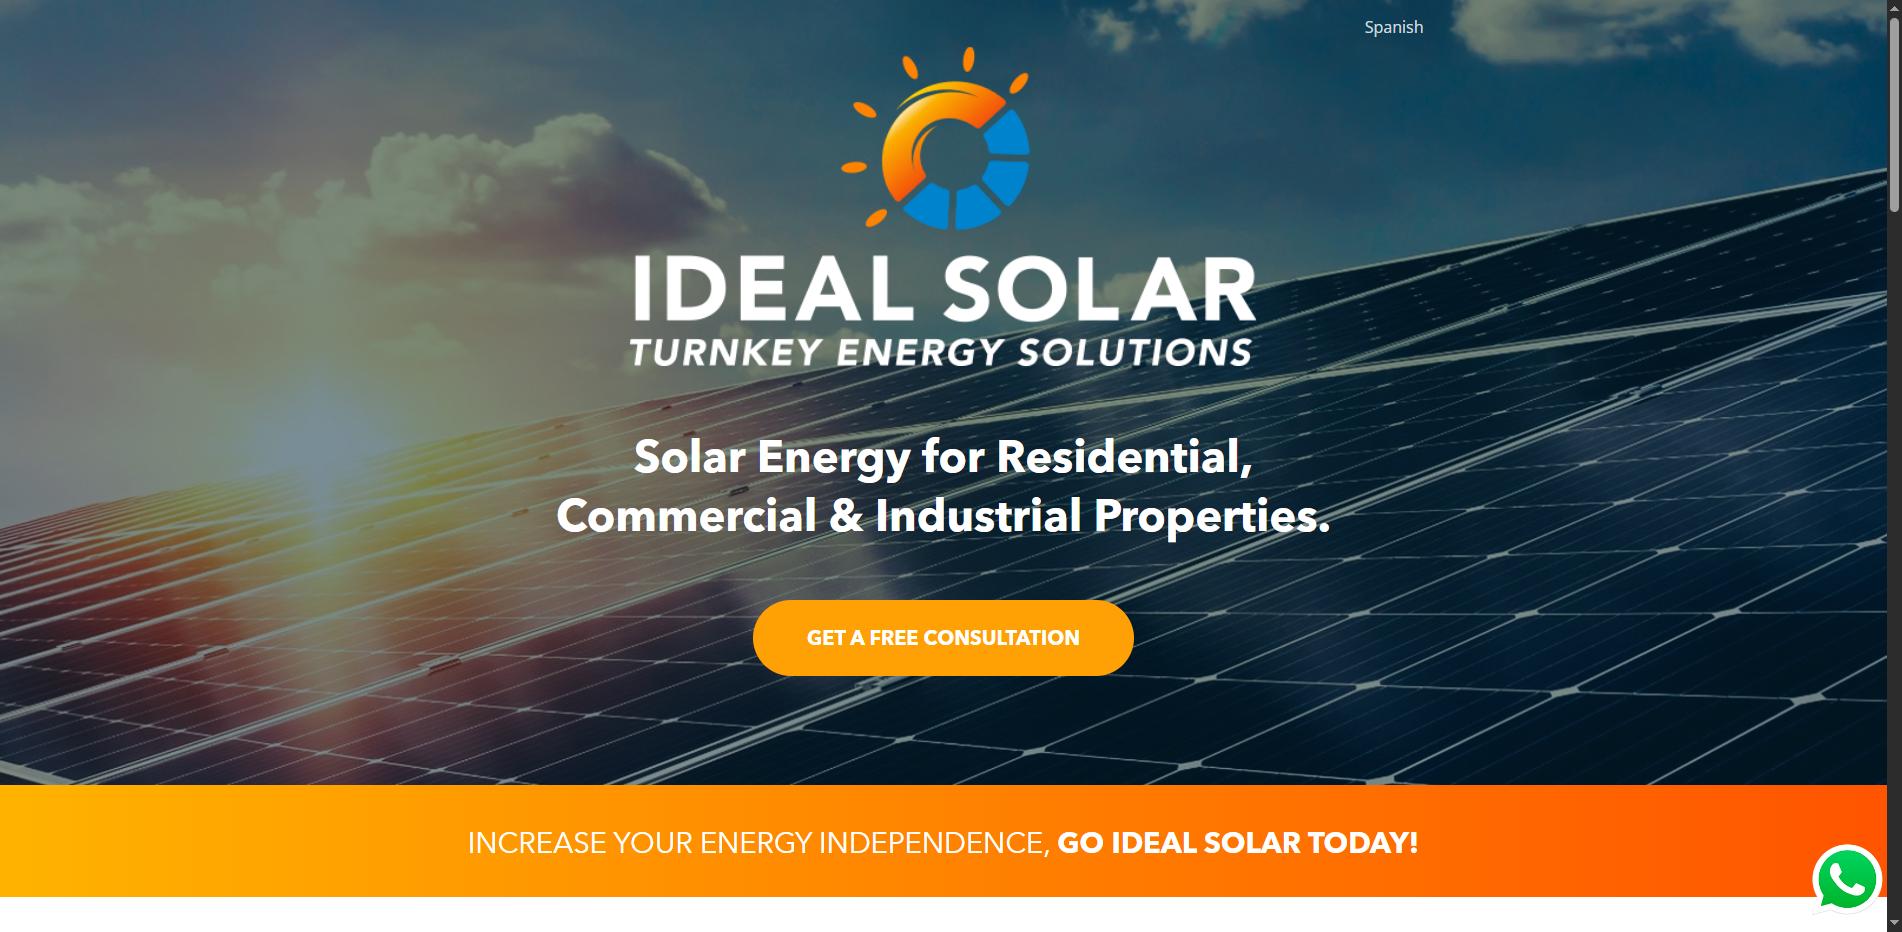 Spanish
IDEAL SOLAR
TURNKEY ENERGY SOLUTIONS
Solar Energy for Residential,
Commercial & Industrial Properties.
GET A FREE CONSULTATION
INCREASE YOUR ENERGY INDEPENDENCE, GO IDEAL SOLAR TODAY!